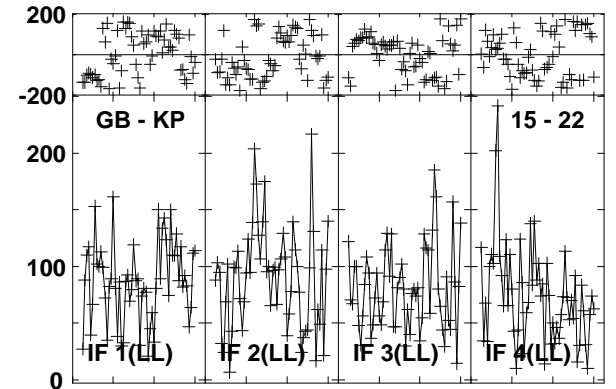 200
-200
GB - KP
15 - 22
200
100
IF 1(LL)
IF 2(LL)
IF 3(LL)
IF 4(LL)
0